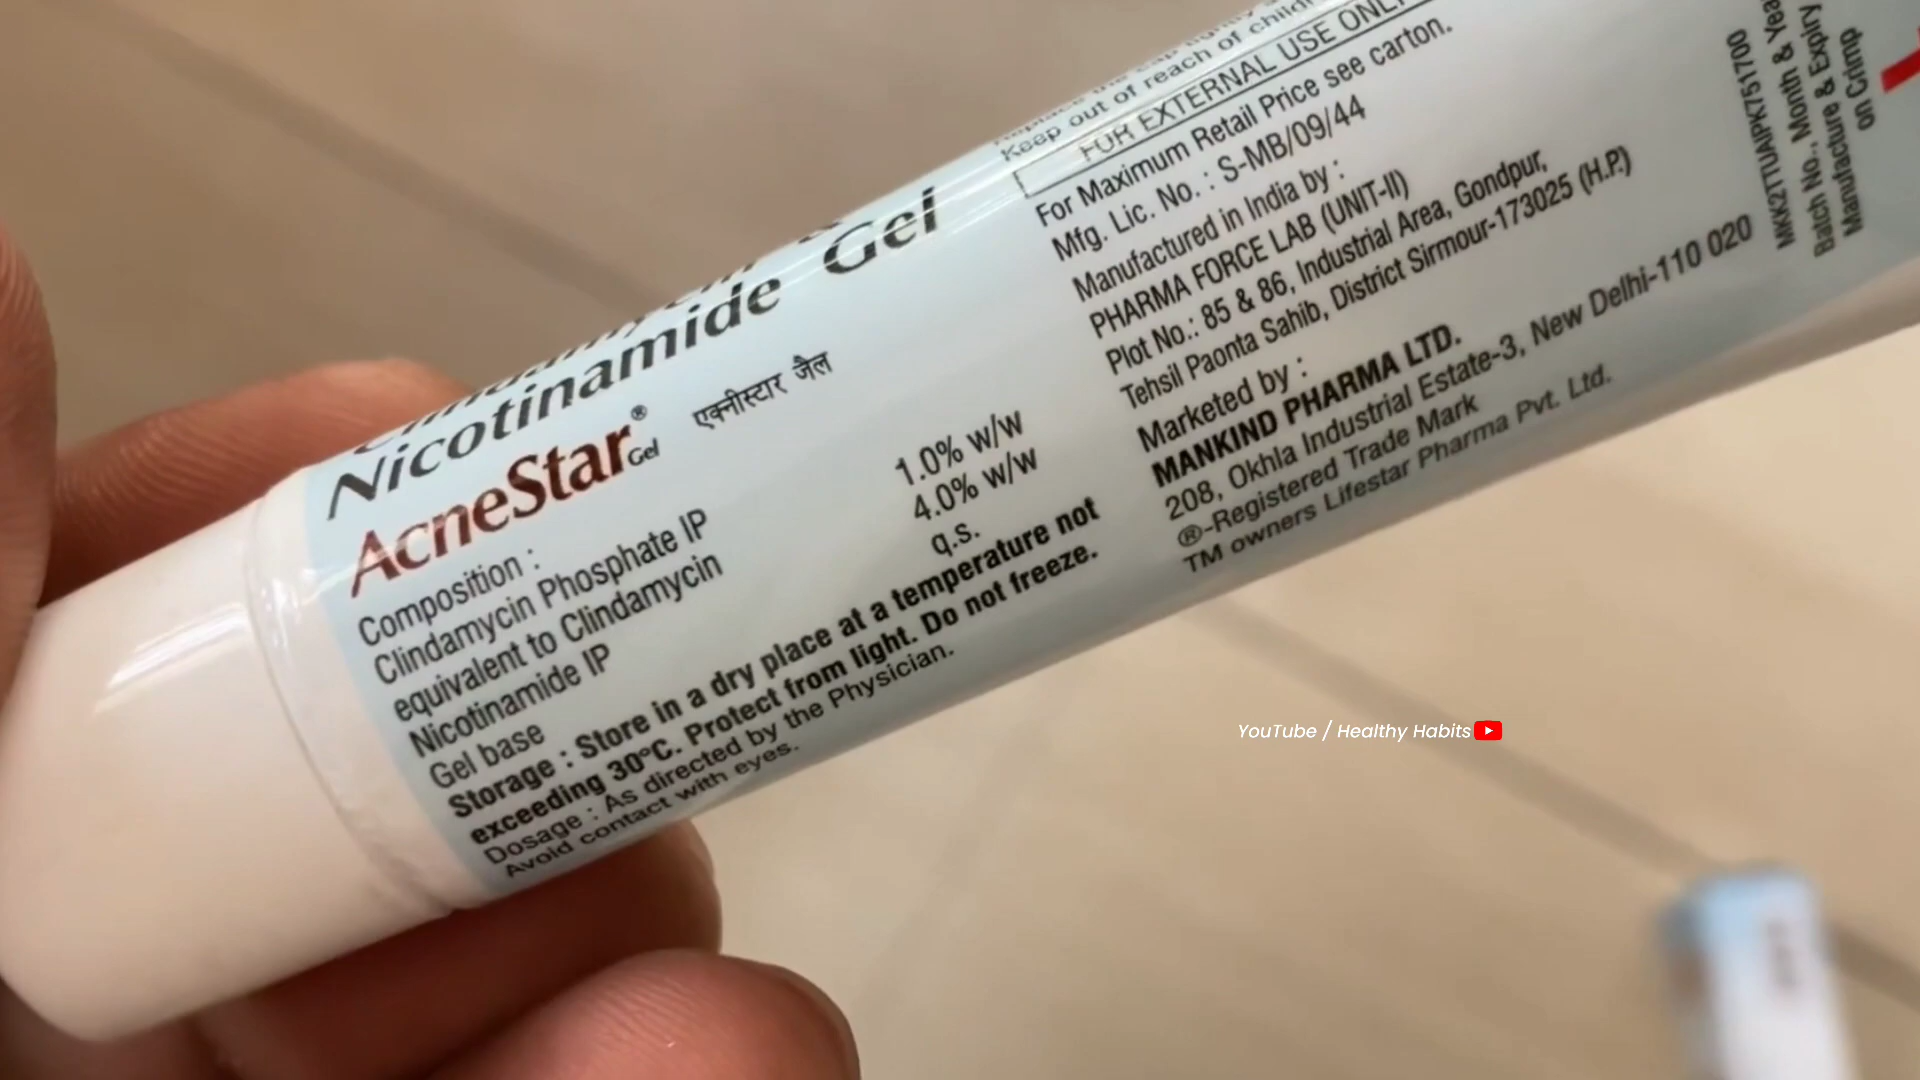 Nicotinamide Gel
AcneStar®
Gel
एक्नीस्टार जैल
Composition :
Clindamycin Phosphate IP
equivalent to Clindamycin 1.0% w/w
Nicotinamide IP 4.0% w/w
Gel base q.s.
Storage : Store in a dry place at a temperature not
exceeding 30°C. Protect from light. Do not freeze.
Dosage : As directed by the Physician.
Avoid contact with eyes.
Keep out of reach of children
FOR EXTERNAL USE ONLY
For Maximum Retail Price see carton.
Mfg. Lic. No. : S-MB/09/44
Manufactured in India by :
PHARMA FORCE LAB (UNIT-II)
Plot No.: 85 & 86, Industrial Area, Gondpur,
Tehsil Paonta Sahib, District Sirmour-173025 (H.P.)
Marketed by :
MANKIND PHARMA LTD.
208, Okhla Industrial Estate-3, New Delhi-110 020
®-Registered Trade Mark
TM owners Lifestar Pharma Pvt. Ltd.
Batch No., Month &
Manufacture & Expiry
on Crimp
YouTube / Healthy Habits